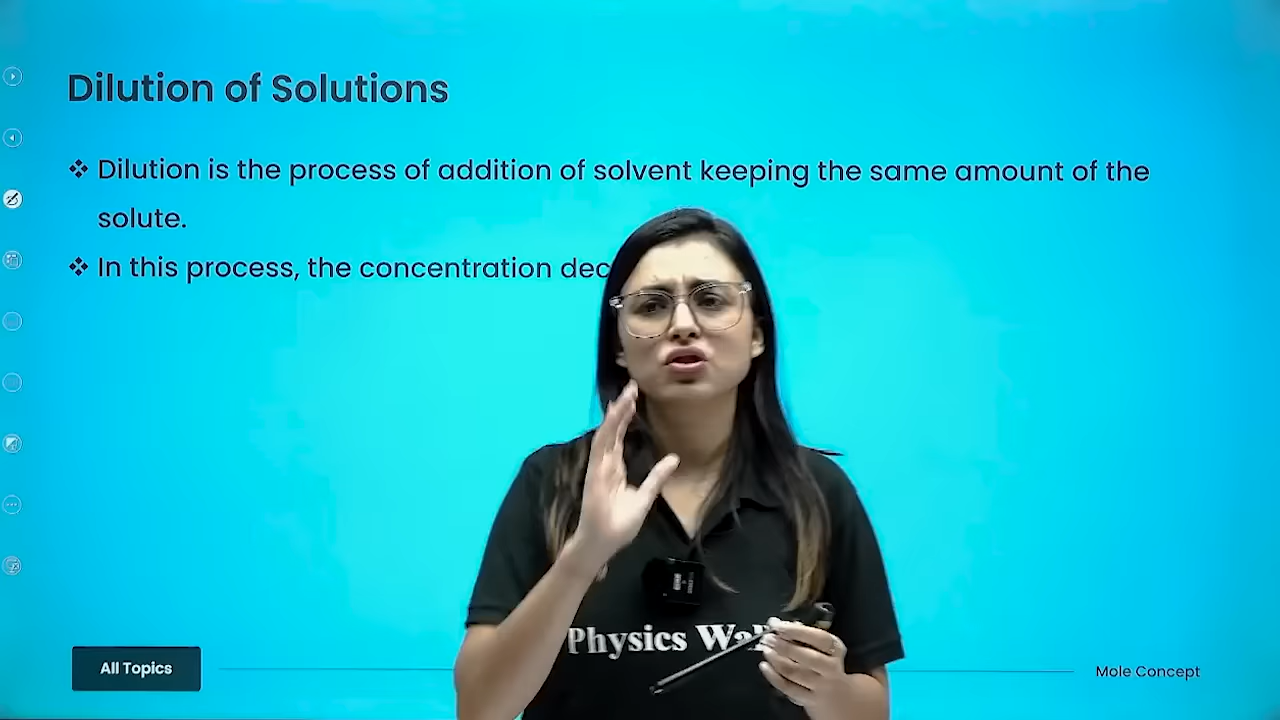 Dilution of Solutions
❖ Dilution is the process of addition of solvent keeping the same amount of the
solute.
❖ In this process, the concentration dec
Physics Wal
All Topics
Mole Concept